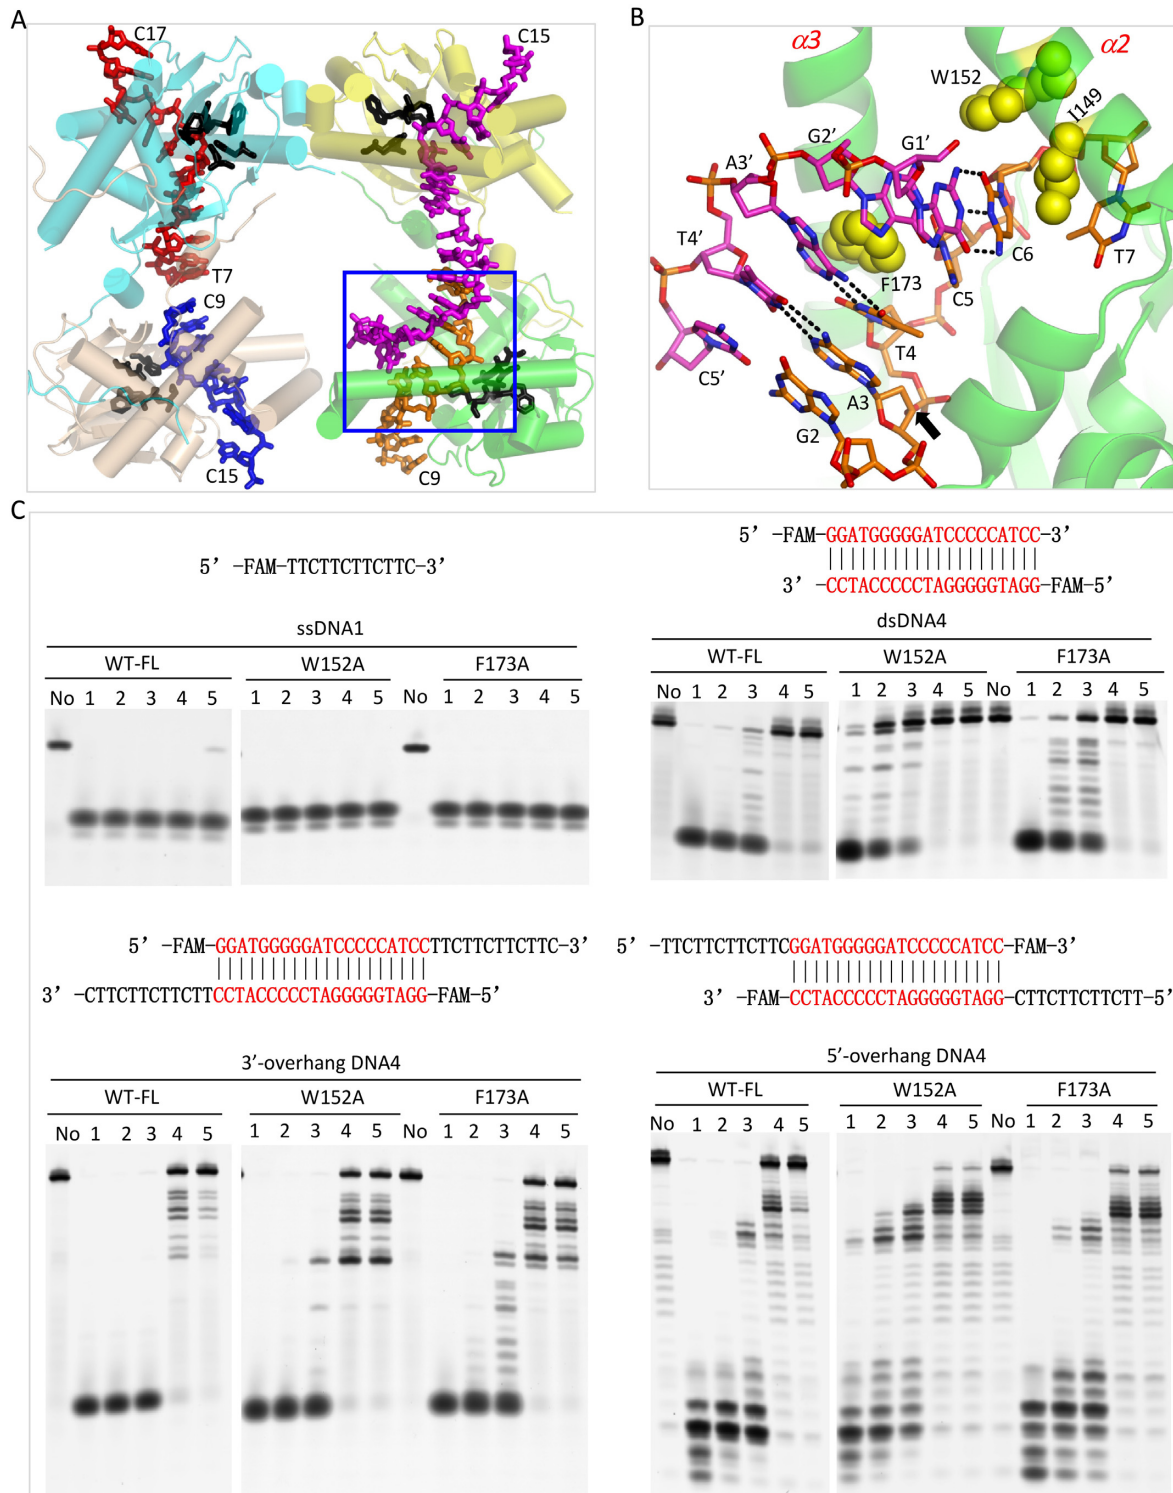 A
C17
C15
T7
C9
C15
C9
B
α3
α2
W152
I149
G2’
G1’
A3’
T4’
F173
C6
T7
C5
T4
C5’
A3
G2
C
5’ –FAM–TTCTTCTTCTTC–3’
ssDNA1
WT-FL W152A F173A
No 1 2 3 4 5 1 2 3 4 5 No 1 2 3 4 5
5’ –FAM–GGATGGGGGATCCCCCATCC–3’
3’ –CCTACCCCCTAGGGGGTAGG–FAM–5’
dsDNA4
WT-FL W152A F173A
No 1 2 3 4 5 1 2 3 4 5 No 1 2 3 4 5
5’ –FAM–GGATGGGGGATCCCCCATCCTTCTTCTTCTTC–3’
3’ –CTTCTTCTTCTTCCTACCCCCTAGGGGGTAGG–FAM–5’
3’-overhang DNA4
WT-FL W152A F173A
No 1 2 3 4 5 1 2 3 4 5 No 1 2 3 4 5
5’ –TTCTTCTTCTTCGGATGGGGGATCCCCCATCC–FAM–3’
3’ –FAM–CCTACCCCCTAGGGGGTAGG–CTTCTTCTTCTT–5’
5’-overhang DNA4
WT-FL W152A F173A
No 1 2 3 4 5 1 2 3 4 5 No 1 2 3 4 5